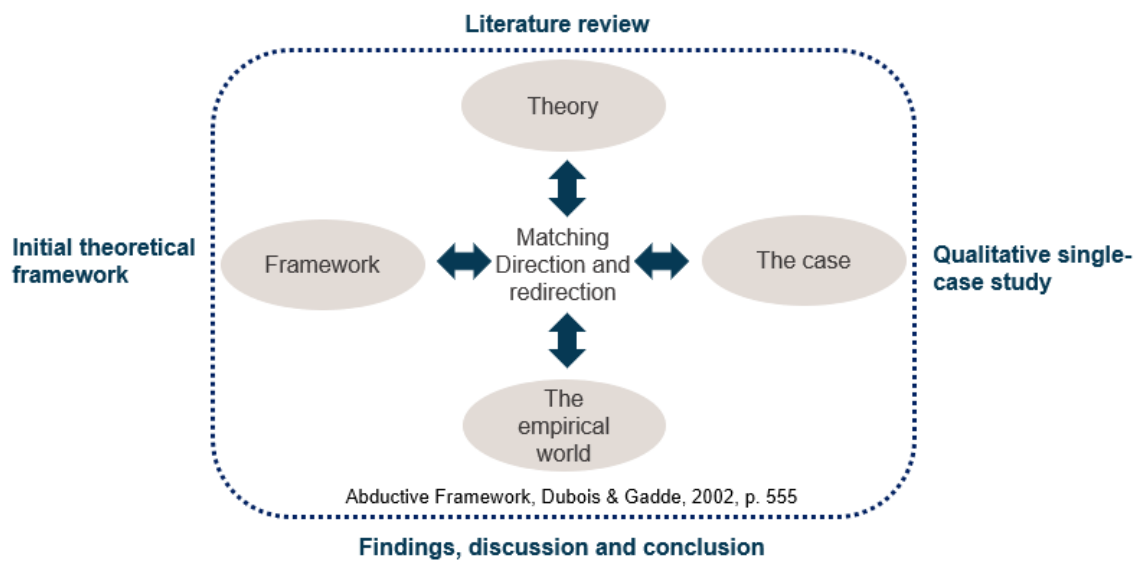 Literature review
Theory
Initial theoretical
framework
Framework
Matching
Direction and
redirection
The case
Qualitative single-
case study
The
empirical
world
Abductive Framework, Dubois & Gadde, 2002, p. 555
Findings, discussion and conclusion